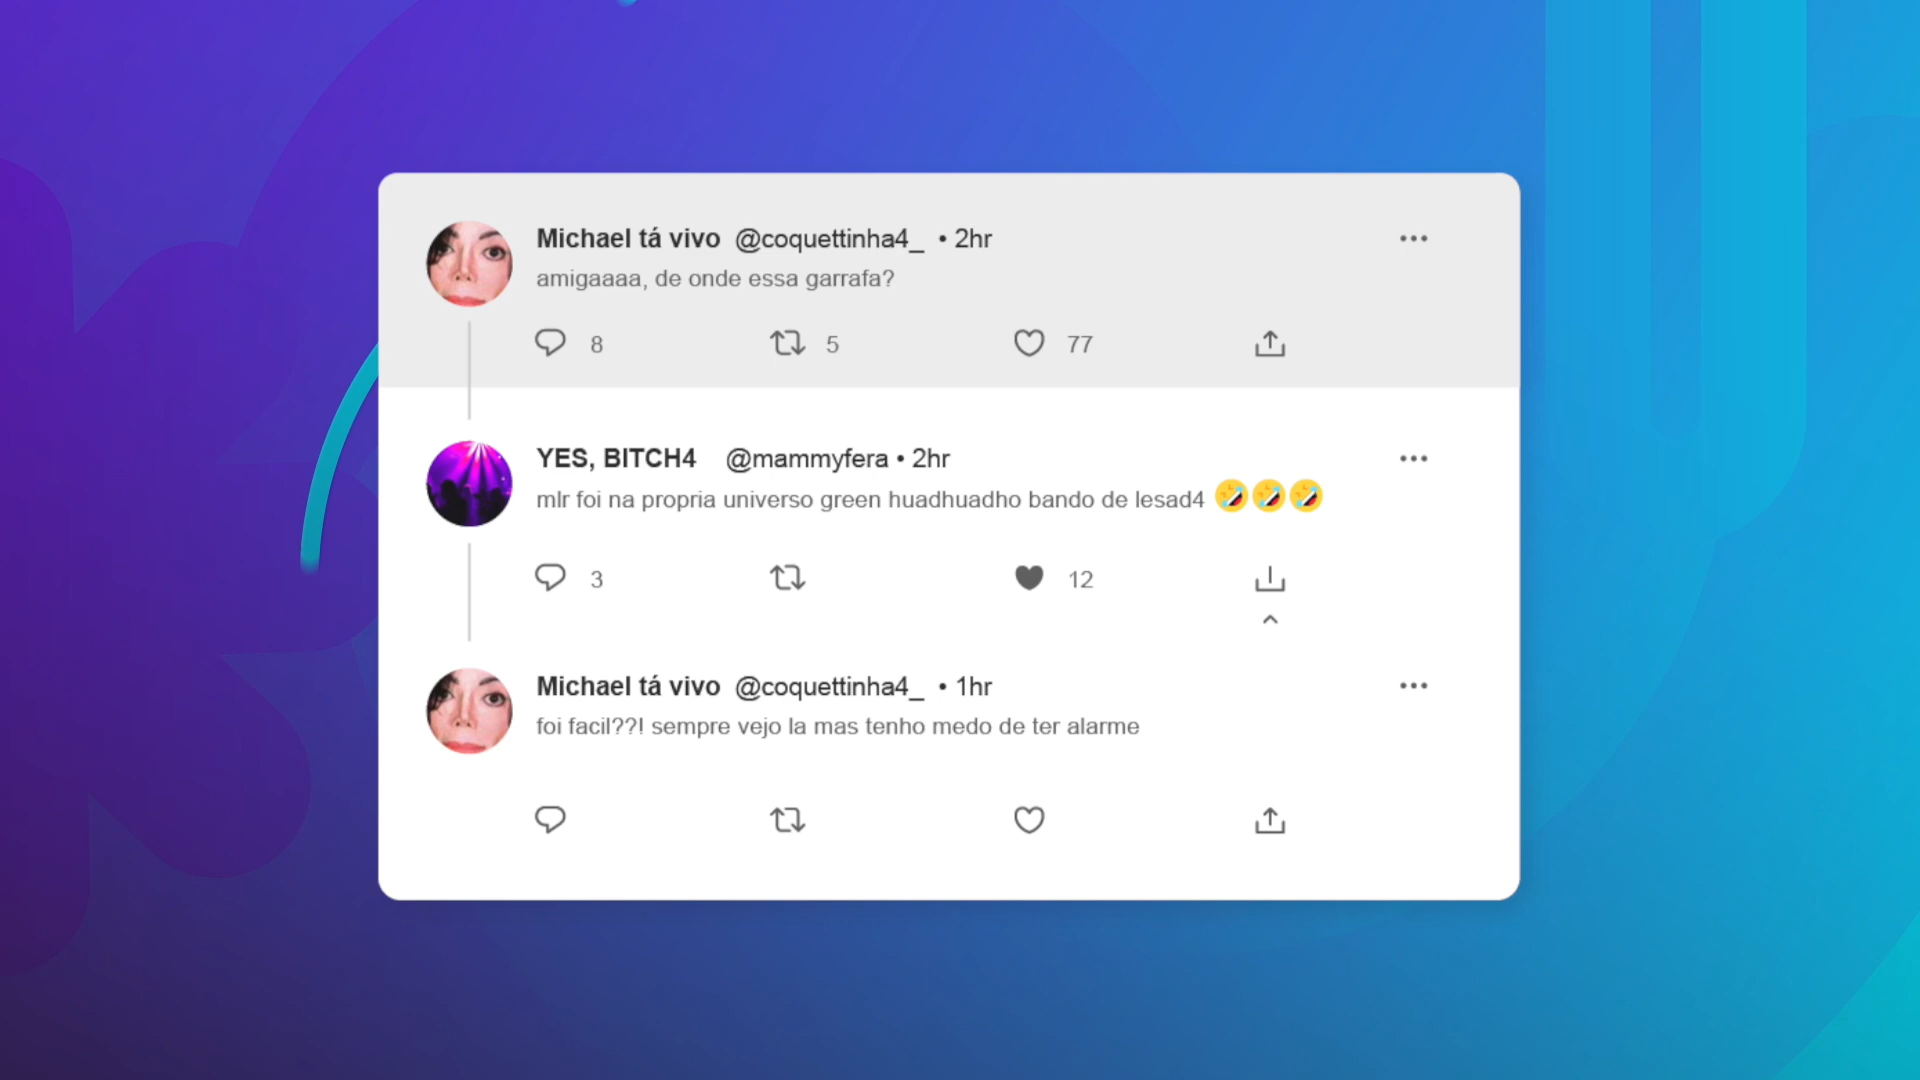 Michael tá vivo @coquettinha4_ • 2hr
amigaaaa, de onde essa garrafa?
8 5 77
YES, BITCH4 @mammyfera • 2hr
mlr foi na propria universo green huadhuadho bando de lesad4 🤣🤣🤣
3 12
Michael tá vivo @coquettinha4_ • 1hr
foi facil??! sempre vejo la mas tenho medo de ter alarme